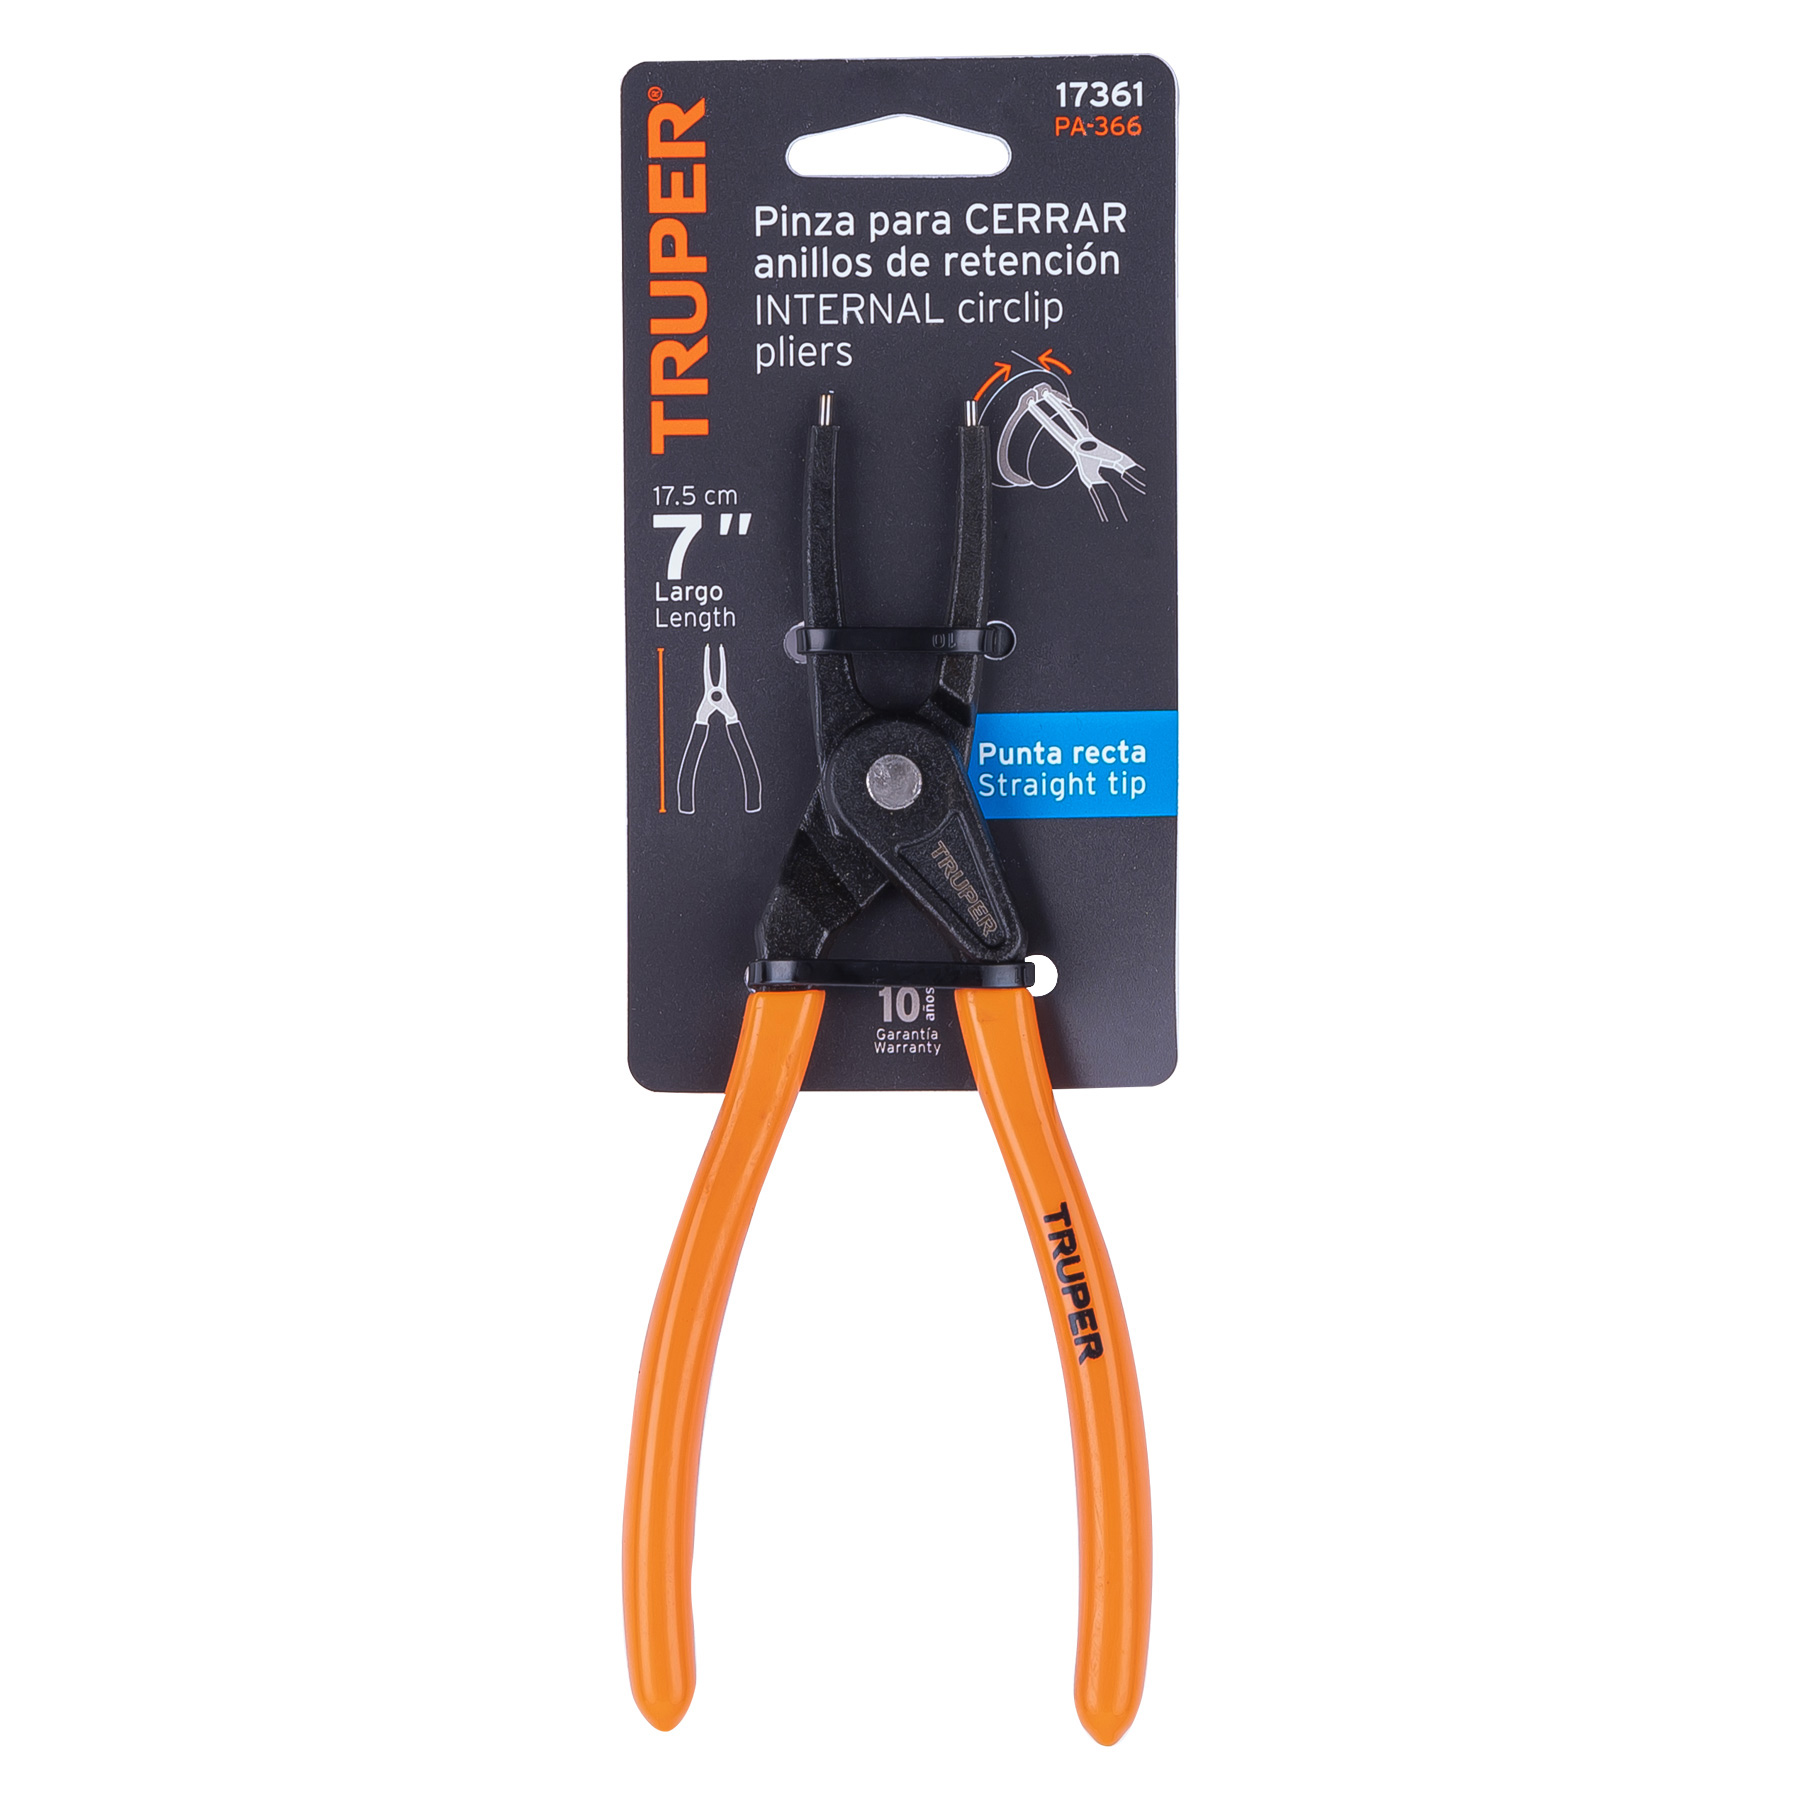 TRUPER®
17361
PA-366
Pinza para CERRAR
anillos de retención
INTERNAL circlip
pliers
17.5 cm
7"
Largo
Length
10
Punta recta
Straight tip
TRUPER
10 años
Garantía
Warranty
TRUPER